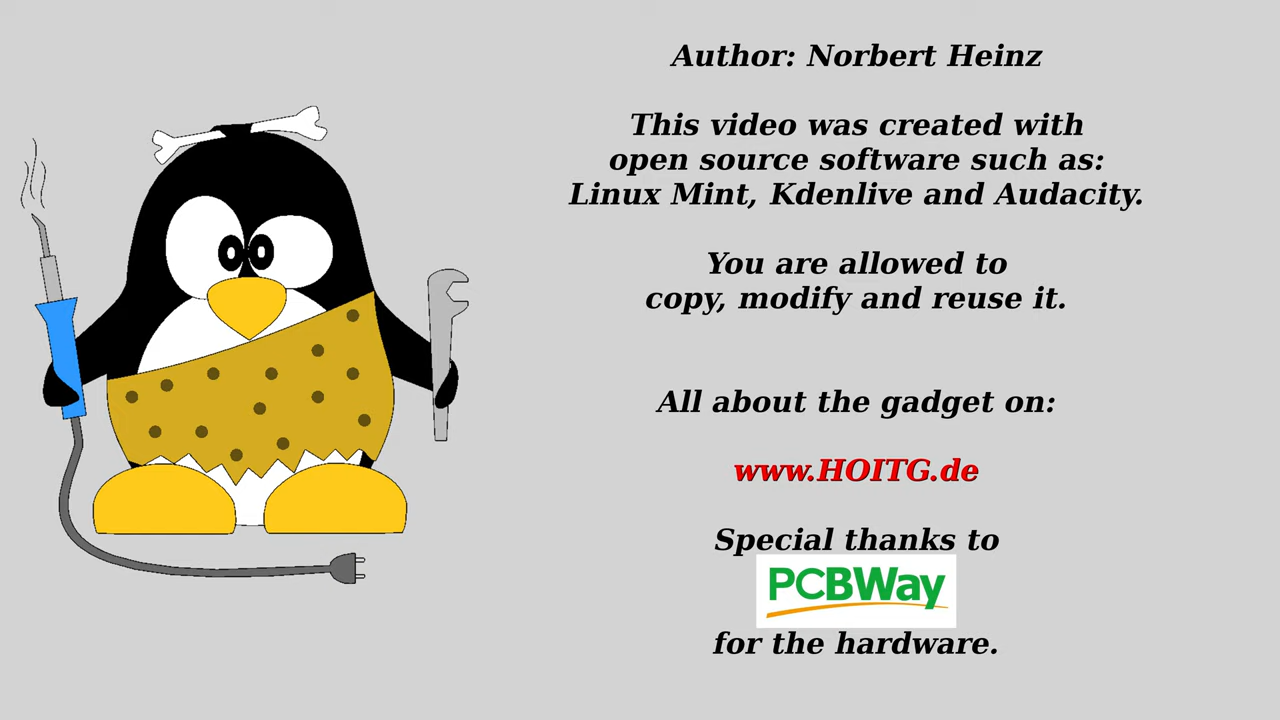 Author: Norbert Heinz
This video was created with
open source software such as:
Linux Mint, Kdenlive and Audacity.
You are allowed to
copy, modify and reuse it.
All about the gadget on:
www.HOITG.de
Special thanks to
PCBWay
for the hardware.